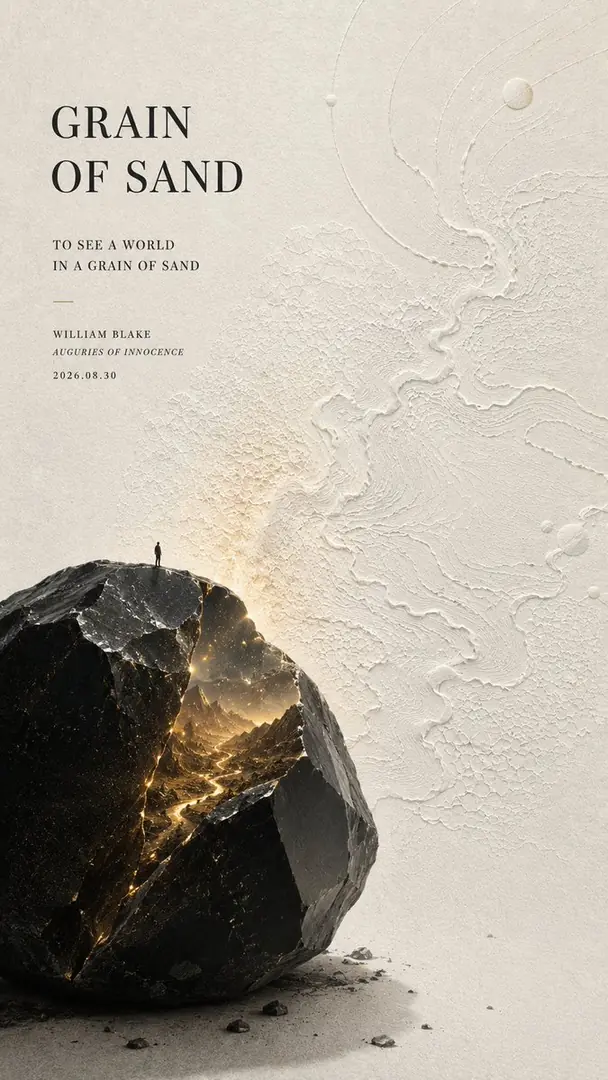 GRAIN
OF SAND
TO SEE A WORLD
IN A GRAIN OF SAND
WILLIAM BLAKE
AUGURIES OF INNOCENCE
2026.08.30